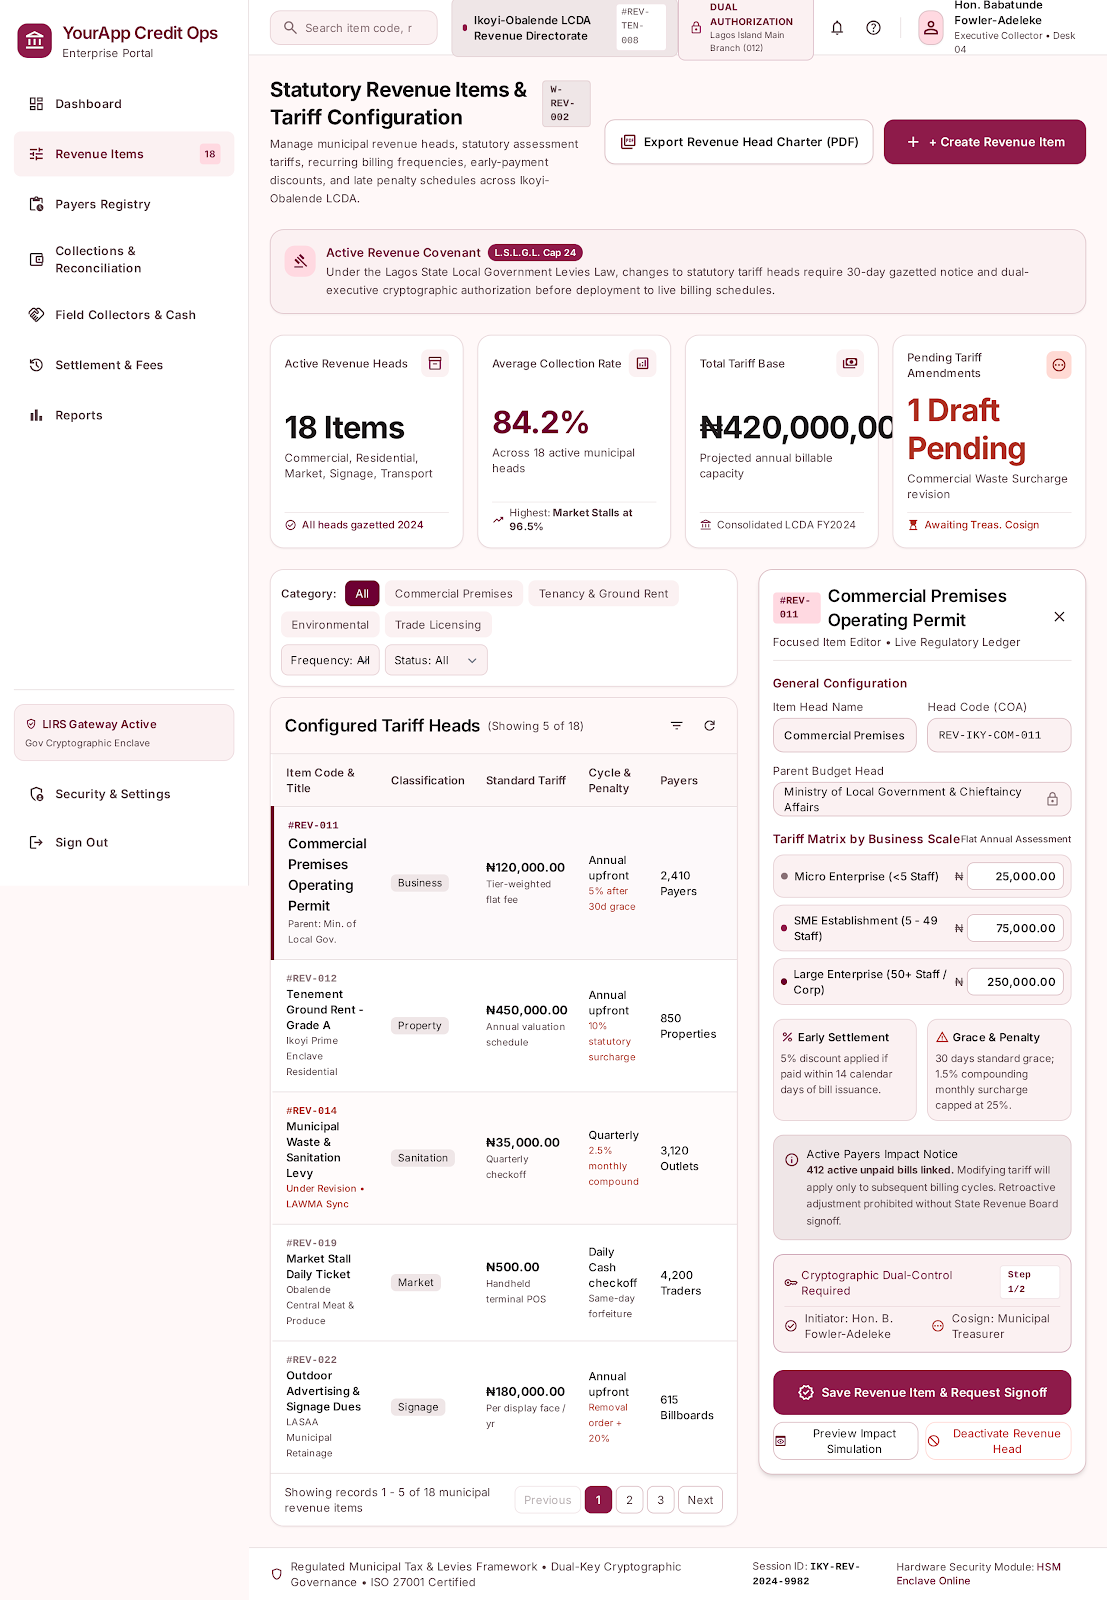 YourApp Credit Ops
Enterprise Portal
Dashboard
Revenue Items 18
Payers Registry
Collections &
Reconciliation
Field Collectors & Cash
Settlement & Fees
Reports
LIRS Gateway Active
Gov Cryptographic Enclave
Security & Settings
Sign Out
Search item code, r
Ikoyi-Obalende LCDA
Revenue Directorate
#REV-
TEN-
008
DUAL
AUTHORIZATION
Lagos Island Main
Branch (012)
Hon. Babatunde
Fowler-Adeleke
Executive Collector • Desk
04
Statutory Revenue Items &
Tariff Configuration
W-
REV-
002
Manage municipal revenue heads, statutory assessment
tariffs, recurring billing frequencies, early-payment
discounts, and late penalty schedules across Ikoyi-
Obalende LCDA.
Export Revenue Head Charter (PDF)
+ Create Revenue Item
Active Revenue Covenant L.S.L.G.L. Cap 24
Under the Lagos State Local Government Levies Law, changes to statutory tariff heads require 30-day gazetted notice and dual-
executive cryptographic authorization before deployment to live billing schedules.
Active Revenue Heads
18 Items
Commercial, Residential,
Market, Signage, Transport
All heads gazetted 2024
Average Collection Rate
84.2%
Across 18 active municipal
heads
Highest: Market Stalls at
96.5%
Total Tariff Base
₦420,000,00
Projected annual billable
capacity
Consolidated LCDA FY2024
Pending Tariff
Amendments
1 Draft
Pending
Commercial Waste Surcharge
revision
Awaiting Treas. Cosign
Category: All Commercial Premises Tenancy & Ground Rent
Environmental Trade Licensing
Frequency: All Status: All
Configured Tariff Heads (Showing 5 of 18)
Item Code &
Title
Classification
Standard Tariff
Cycle &
Penalty
Payers
#REV-011
Commercial
Premises
Operating
Permit
Parent: Min. of
Local Gov.
Business
₦120,000.00
Tier-weighted
flat fee
Annual
upfront
5% after
30d grace
2,410
Payers
#REV-012
Tenement
Ground Rent -
Grade A
Ikoyi Prime
Enclave
Residential
Property
₦450,000.00
Annual valuation
schedule
Annual
upfront
10%
statutory
surcharge
850
Properties
#REV-014
Municipal
Waste &
Sanitation
Levy
Under Revision •
LAWMA Sync
Sanitation
₦35,000.00
Quarterly
checkoff
Quarterly
2.5%
monthly
compound
3,120
Outlets
#REV-019
Market Stall
Daily Ticket
Obalende
Central Meat &
Produce
Market
₦500.00
Handheld
terminal POS
Daily
Cash
checkoff
Same-day
forfeiture
4,200
Traders
#REV-022
Outdoor
Advertising &
Signage Dues
LASAA
Municipal
Retainage
Signage
₦180,000.00
Per display face /
yr
Annual
upfront
Removal
order +
20%
615
Billboards
Showing records 1 - 5 of 18 municipal
revenue items
Previous 1 2 3 Next
#REV-
011
Commercial Premises
Operating Permit
Focused Item Editor • Live Regulatory Ledger
General Configuration
Item Head Name
Commercial Premises
Head Code (COA)
REV-IKY-COM-011
Parent Budget Head
Ministry of Local Government & Chieftaincy
Affairs
Tariff Matrix by Business Scale Flat Annual Assessment
Micro Enterprise (<5 Staff) ₦ 25,000.00
SME Establishment (5 - 49
Staff)
₦ 75,000.00
Large Enterprise (50+ Staff /
Corp)
₦ 250,000.00
Early Settlement
5% discount applied if
paid within 14 calendar
days of bill issuance.
Grace & Penalty
30 days standard grace;
1.5% compounding
monthly surcharge
capped at 25%.
Active Payers Impact Notice
412 active unpaid bills linked. Modifying tariff will
apply only to subsequent billing cycles. Retroactive
adjustment prohibited without State Revenue Board
signoff.
Cryptographic Dual-Control
Required
Step
1/2
Initiator: Hon. B.
Fowler-Adeleke
Cosign: Municipal
Treasurer
Save Revenue Item & Request Signoff
Preview Impact
Simulation
Deactivate Revenue
Head
Regulated Municipal Tax & Levies Framework • Dual-Key Cryptographic
Governance • ISO 27001 Certified
Session ID: IKY-REV-
2024-9982
Hardware Security Module: HSM
Enclave Online